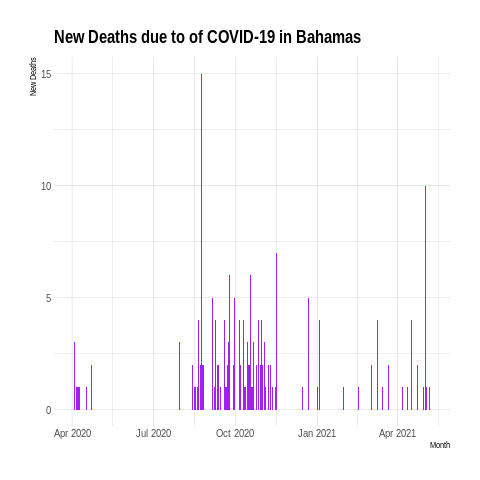 New Deaths due to of COVID-19 in Bahamas
New Deaths
15
10
5
0
Apr 2020 Jul 2020 Oct 2020 Jan 2021 Apr 2021
Month